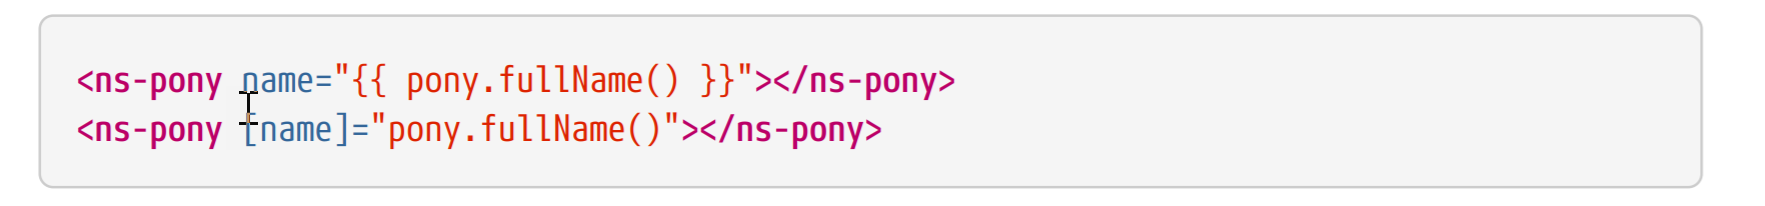 <ns-pony name="{{ pony.fullName() }}"></ns-pony>
<ns-pony [name]="pony.fullName()"></ns-pony>